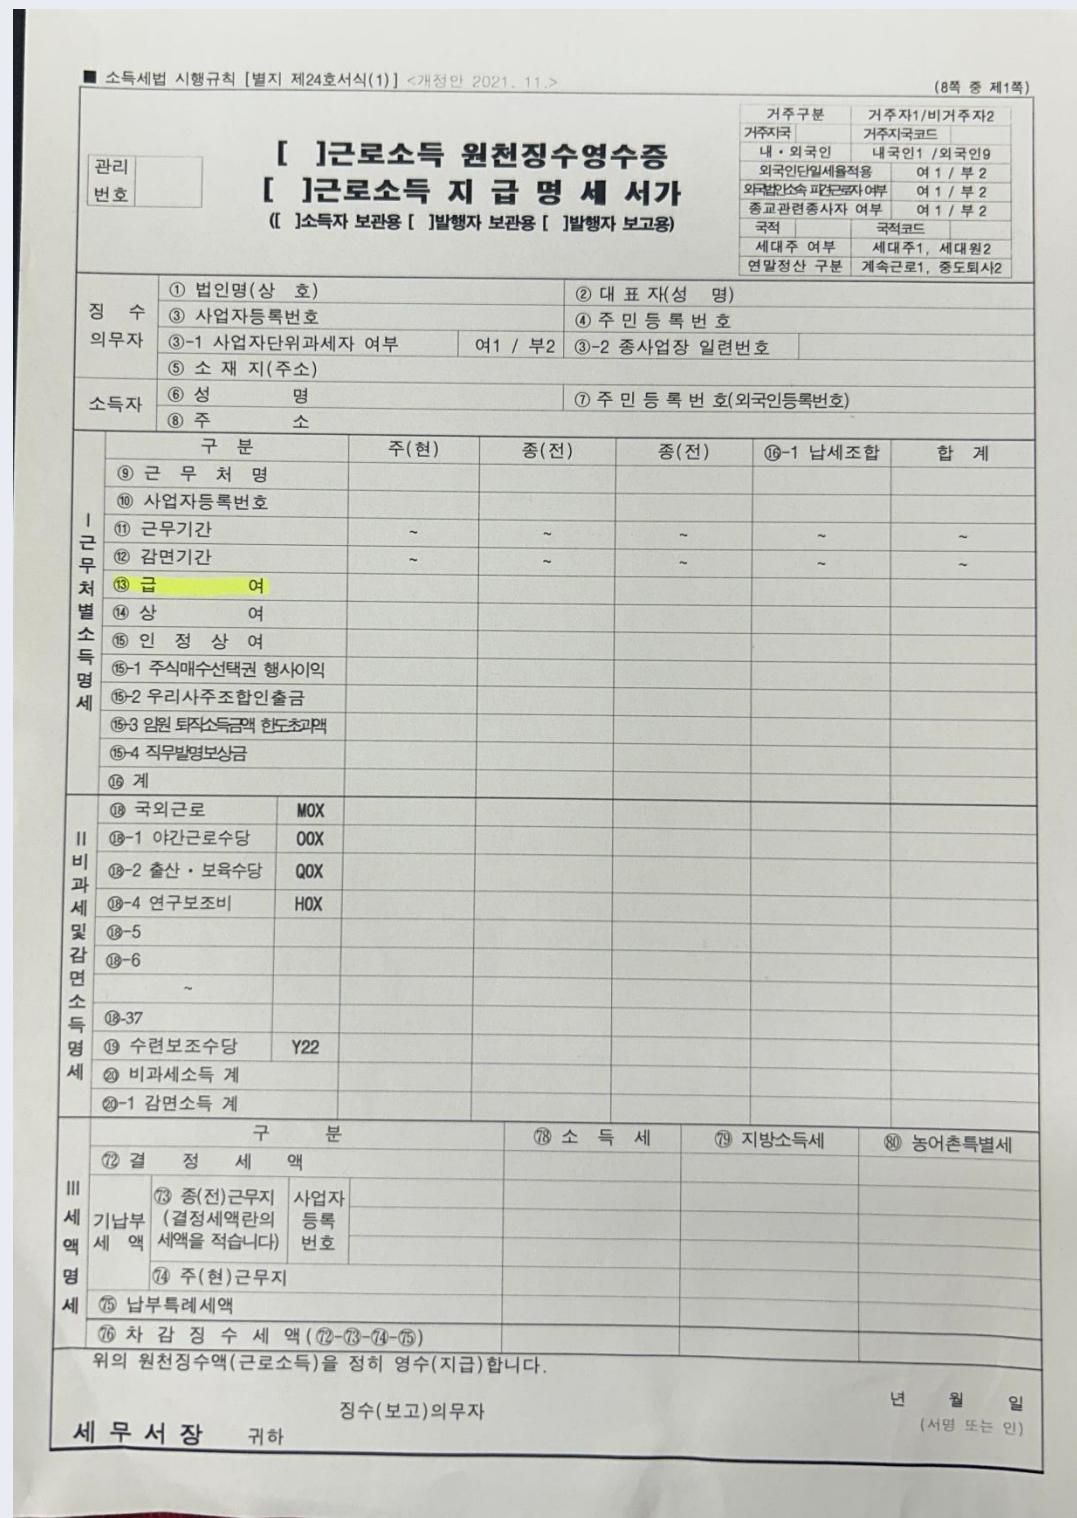 ■ 소득세법 시행규칙 [별지 제24호서식(1)] <개정안 2021. 11.>
(8쪽 중 제1쪽)
관리
번호
[ ]근로소득 원천징수영수증
[ ]근로소득 지 급 명 세 서가
([ ]소득자 보관용 [ ]발행자 보관용 [ ]발행자 보고용)
거주구분 거주자1/비거주자2
거주지국 거주지국코드
내·외국인 내국인1 /외국인9
외국인단일세율적용 여 1 / 부 2
외국법인소속 파견근로자 여부 여 1 / 부 2
종교관련종사자 여부 여 1 / 부 2
국적 국적코드
세대주 여부 세대주1, 세대원2
연말정산 구분 계속근로1, 중도퇴사2
징 수
의무자
① 법인명(상 호) ② 대 표 자(성 명)
③ 사업자등록번호 ④ 주 민 등 록 번 호
③-1 사업자단위과세자 여부 여1 / 부2 ③-2 종사업장 일련번호
⑤ 소 재 지(주소)
소득자
⑥ 성 명 ⑦ 주 민 등 록 번 호(외국인등록번호)
⑧ 주 소
Ⅰ근무처별소득명세
구 분 주(현) 종(전) 종(전) ⑯-1 납세조합 합 계
⑨ 근 무 처 명
⑩ 사업자등록번호
⑪ 근무기간 ~ ~ ~ ~ ~
⑫ 감면기간 ~ ~ ~ ~ ~
⑬ 급 여
⑭ 상 여
⑮ 인 정 상 여
⑮-1 주식매수선택권 행사이익
⑮-2 우리사주조합인출금
⑮-3 임원 퇴직소득금액 한도초과액
⑮-4 직무발명보상금
⑯ 계
Ⅱ비과세및감면소득명세
⑱ 국외근로 M0X
⑱-1 야간근로수당 O0X
⑱-2 출산·보육수당 Q0X
⑱-4 연구보조비 H0X
⑱-5
⑱-6
~
⑱-37
⑲ 수련보조수당 Y22
⑳ 비과세소득 계
⑳-1 감면소득 계
Ⅲ세액명세
구 분 78 소 득 세 79 지방소득세 80 농어촌특별세
72 결 정 세 액
기납부
세 액
73 종(전)근무지
(결정세액란의
세액을 적습니다)
사업자
등록
번호
74 주(현)근무지
75 납부특례세액
76 차 감 징 수 세 액(72-73-74-75)
위의 원천징수액(근로소득)을 정히 영수(지급)합니다.
년 월 일
징수(보고)의무자 (서명 또는 인)
세 무 서 장 귀하